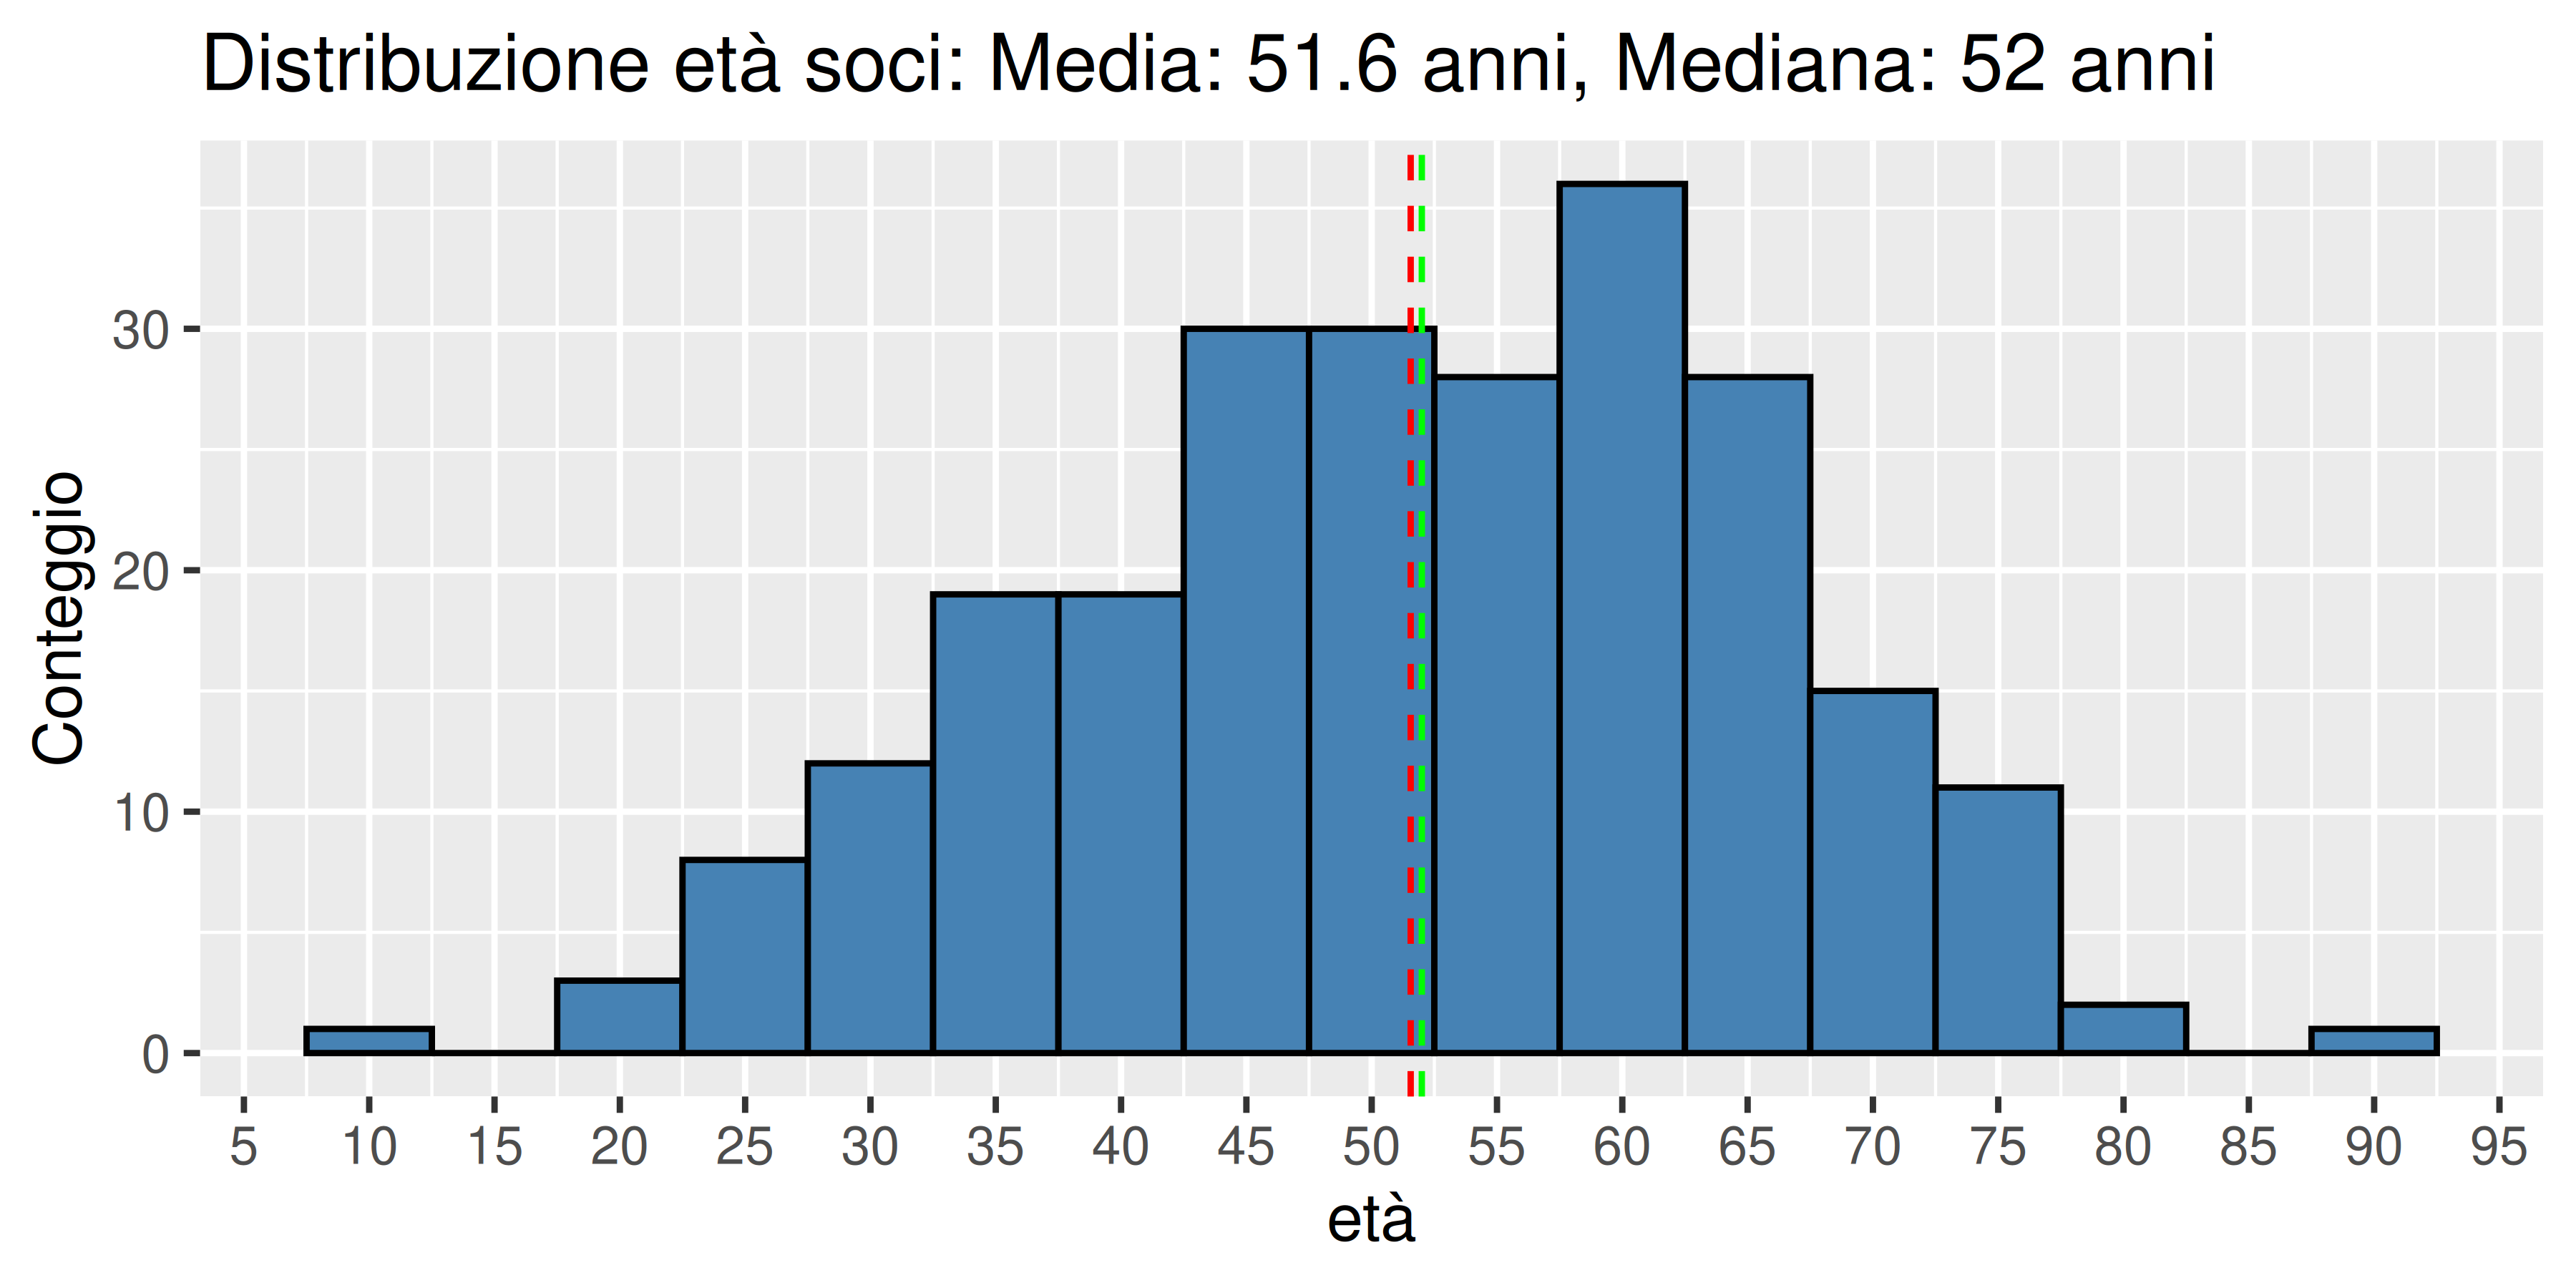 Distribuzione età soci: Media: 51.6 anni, Mediana: 52 anni
Conteggio
30
20
10
0
5 10 15 20 25 30 35 40 45 50 55 60 65 70 75 80 85 90 95
età